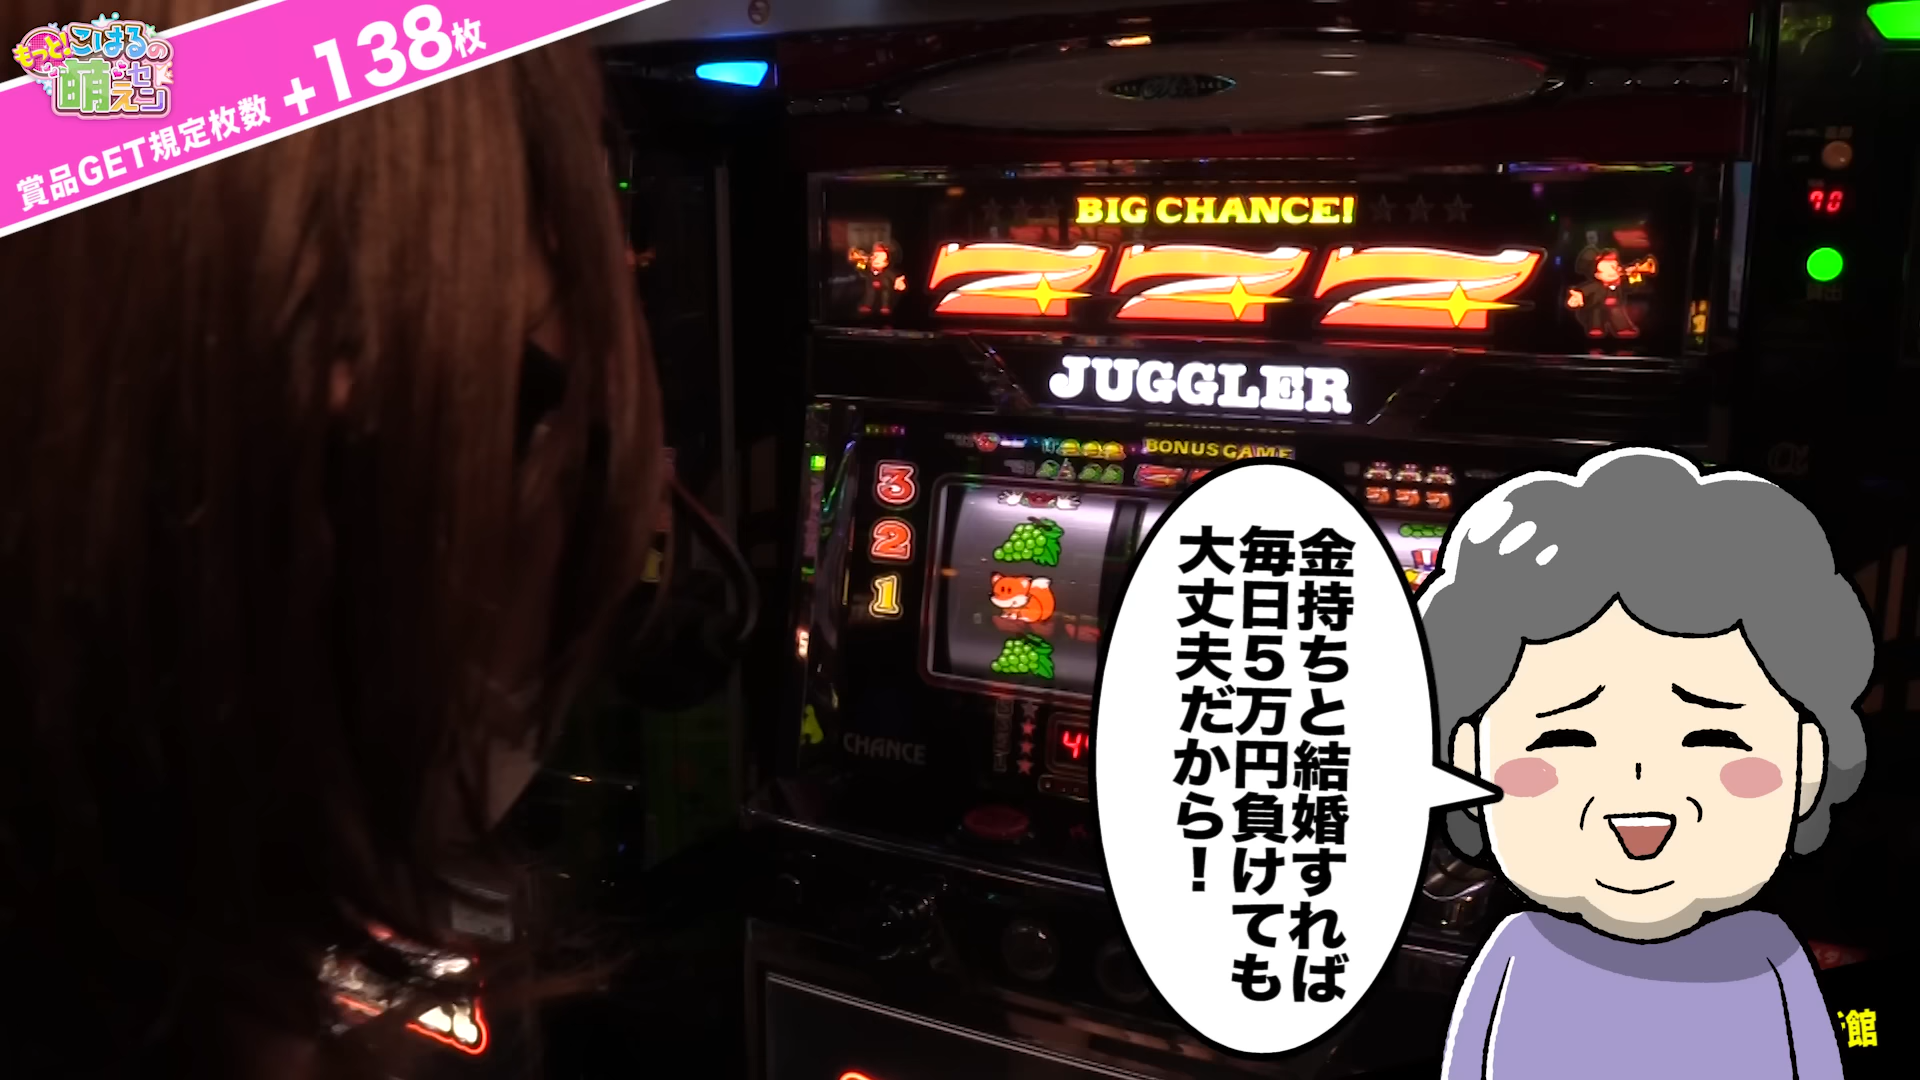 もっと!こはるの
萌えセン
賞品GET規定枚数 +138枚
BIG CHANCE!
777
70
JUGGLER
BONUS GAME
3
2
1
CHANCE
金持ちと結婚すれば
毎日5万円負けても
大丈夫だから！
館